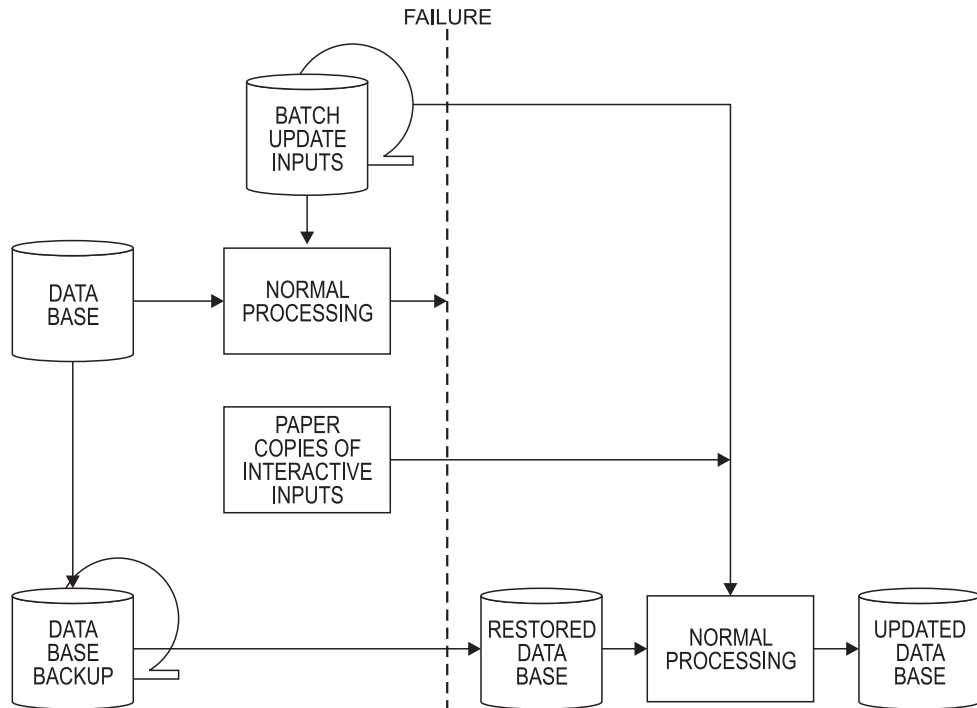 FAILURE
BATCH
UPDATE
INPUTS
DATA
BASE
NORMAL
PROCESSING
PAPER
COPIES OF
INTERACTIVE
INPUTS
DATA
BASE
BACKUP
RESTORED
DATA
BASE
NORMAL
PROCESSING
UPDATED
DATA
BASE